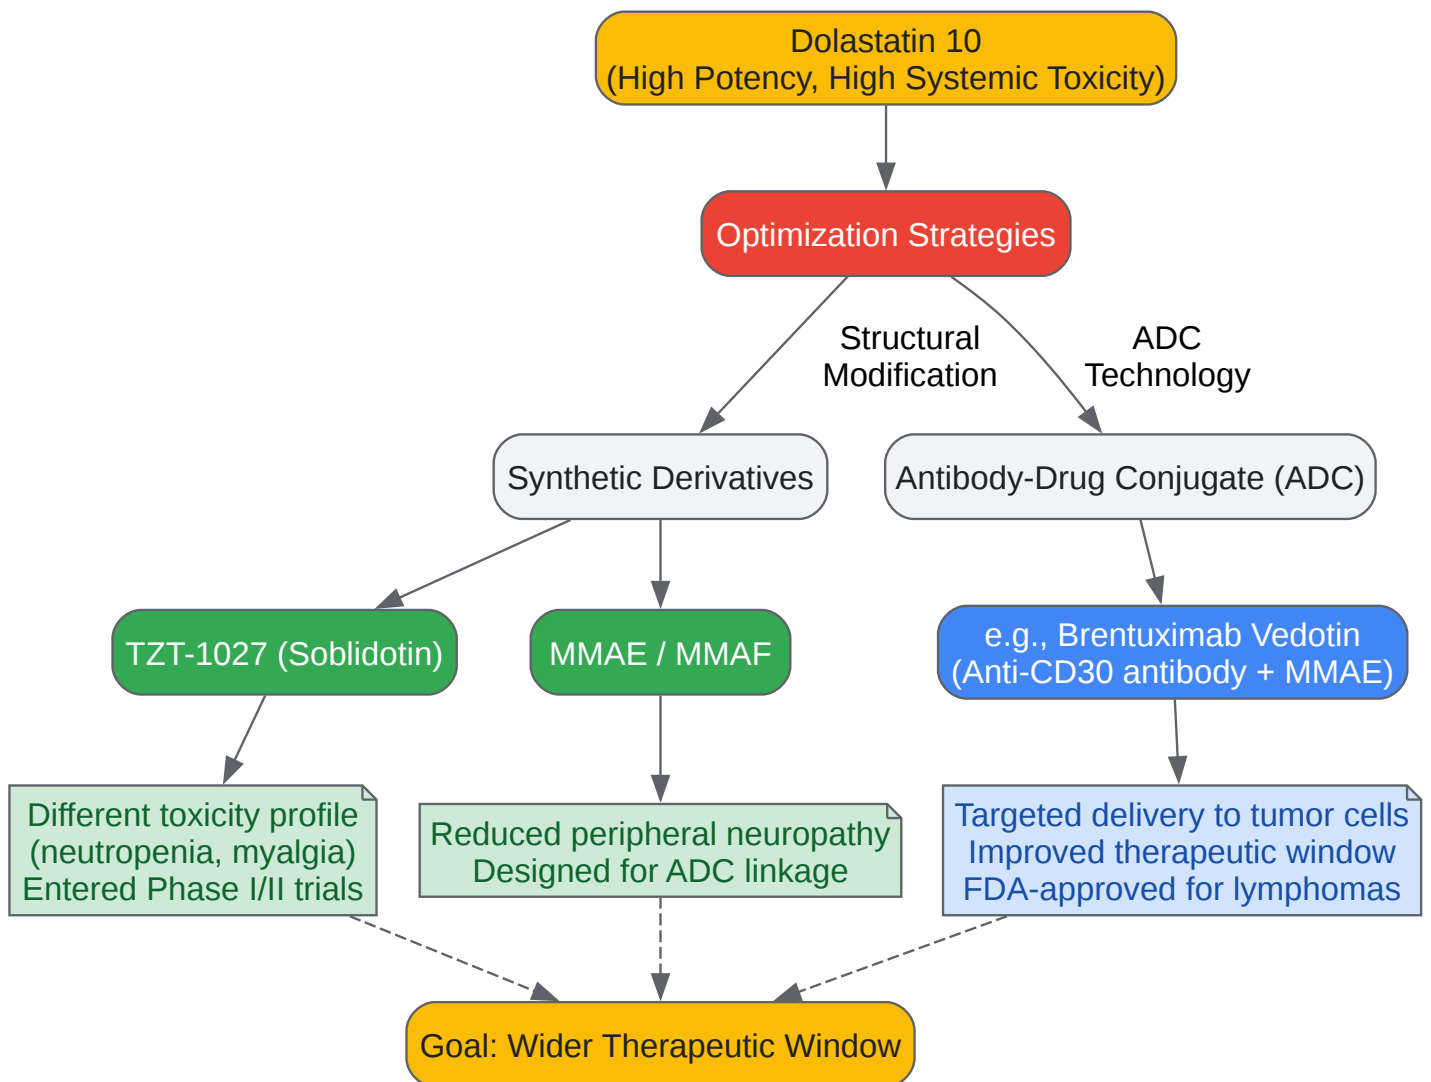 Dolastatin 10
(High Potency, High Systemic Toxicity)
Optimization Strategies
Structural
Modification
ADC
Technology
Synthetic Derivatives
Antibody-Drug Conjugate (ADC)
TZT-1027 (Soblidotin)
MMAE / MMAF
e.g., Brentuximab Vedotin
(Anti-CD30 antibody + MMAE)
Different toxicity profile
(neutropenia, myalgia)
Entered Phase I/II trials
Reduced peripheral neuropathy
Designed for ADC linkage
Targeted delivery to tumor cells
Improved therapeutic window
FDA-approved for lymphomas
Goal: Wider Therapeutic Window